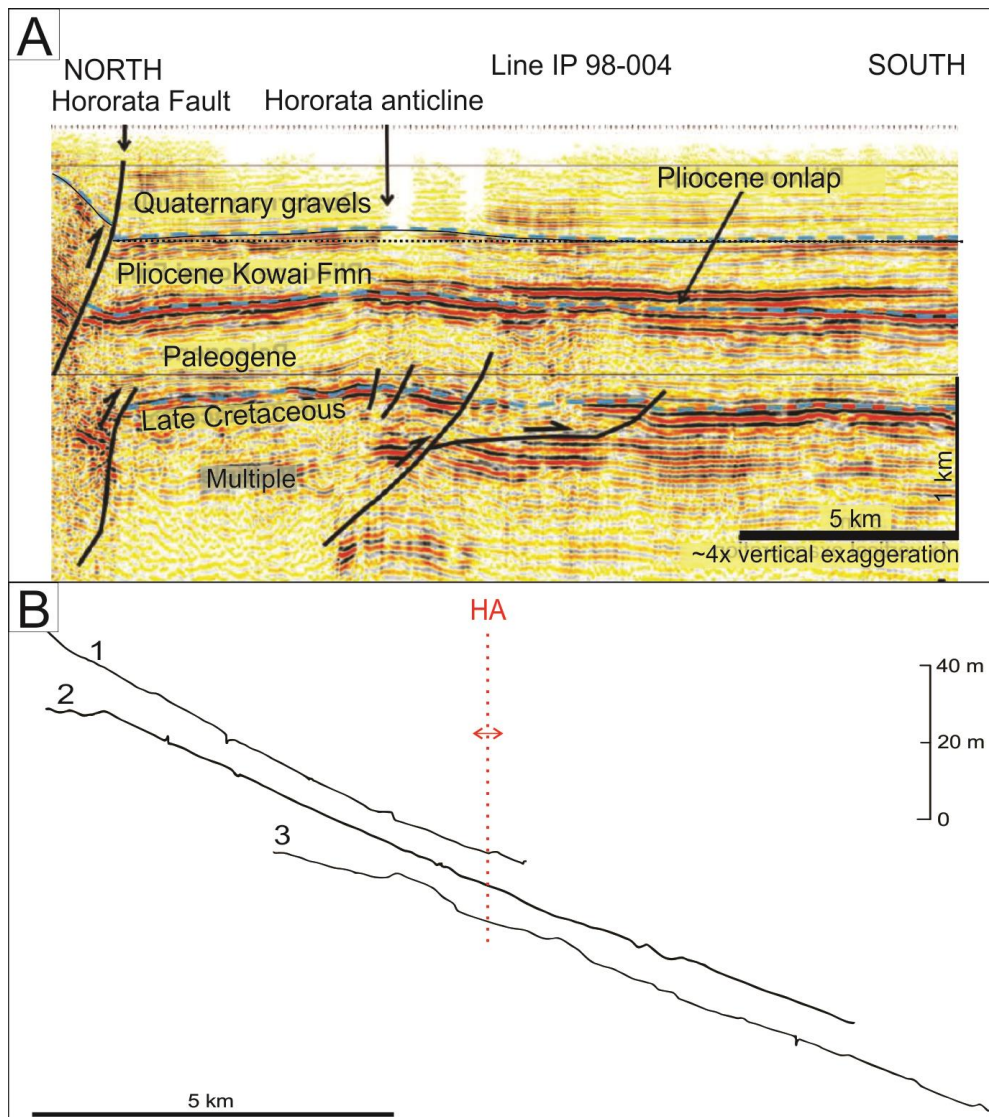 A
NORTH
Line IP 98-004
SOUTH
Hororata Fault
Hororata anticline
Pliocene onlap
Quaternary gravels
Pliocene Kowai Fmn
Paleogene
Late Cretaceous
Multiple
1 km
5 km
~4x vertical exaggeration
B
HA
1
2
3
40 m
20 m
0
5 km